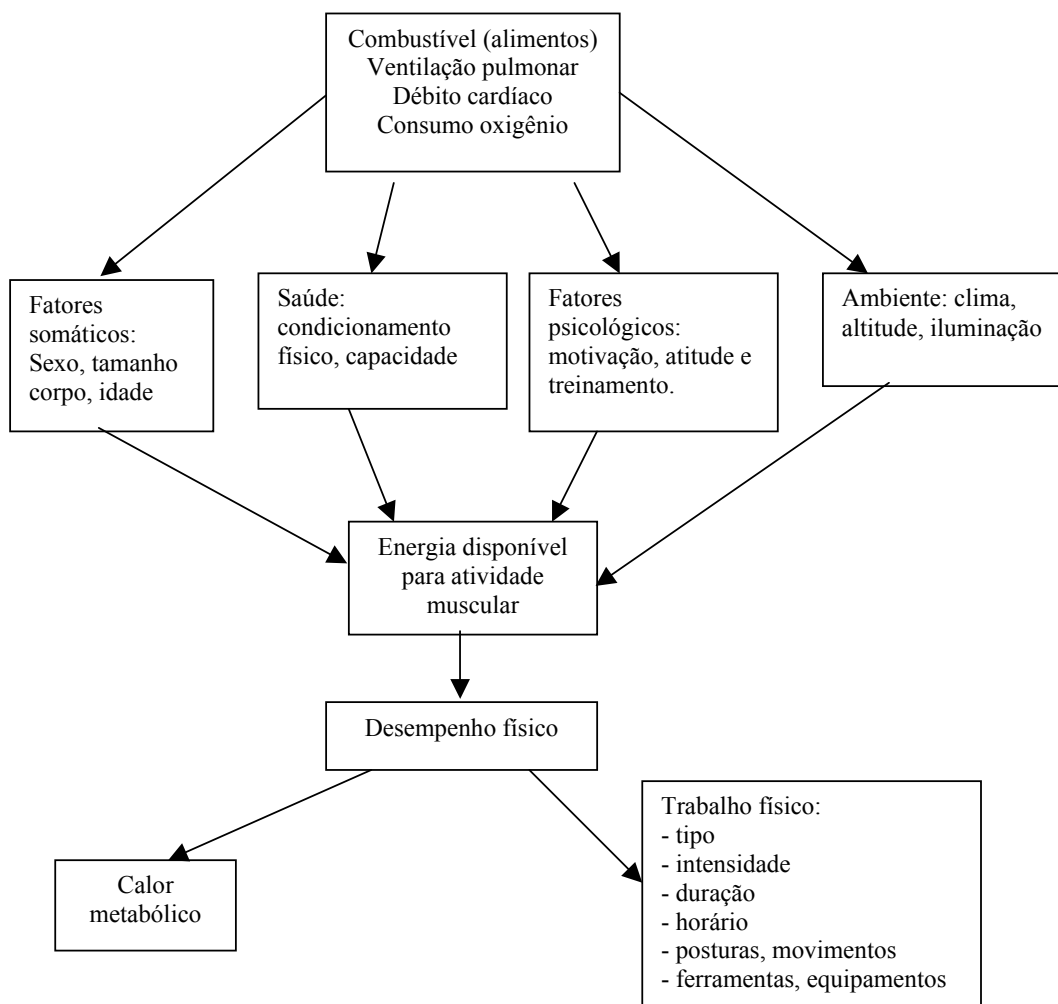 Combustível (alimentos)
Ventilação pulmonar
Débito cardíaco
Consumo oxigênio
Fatores
somáticos:
Sexo, tamanho
corpo, idade
Saúde:
condicionamento
físico, capacidade
Fatores
psicológicos:
motivação, atitude e
treinamento.
Ambiente: clima,
altitude, iluminação
Energia disponível
para atividade
muscular
Desempenho físico
Calor
metabólico
Trabalho físico:
- tipo
- intensidade
- duração
- horário
- posturas, movimentos
- ferramentas, equipamentos